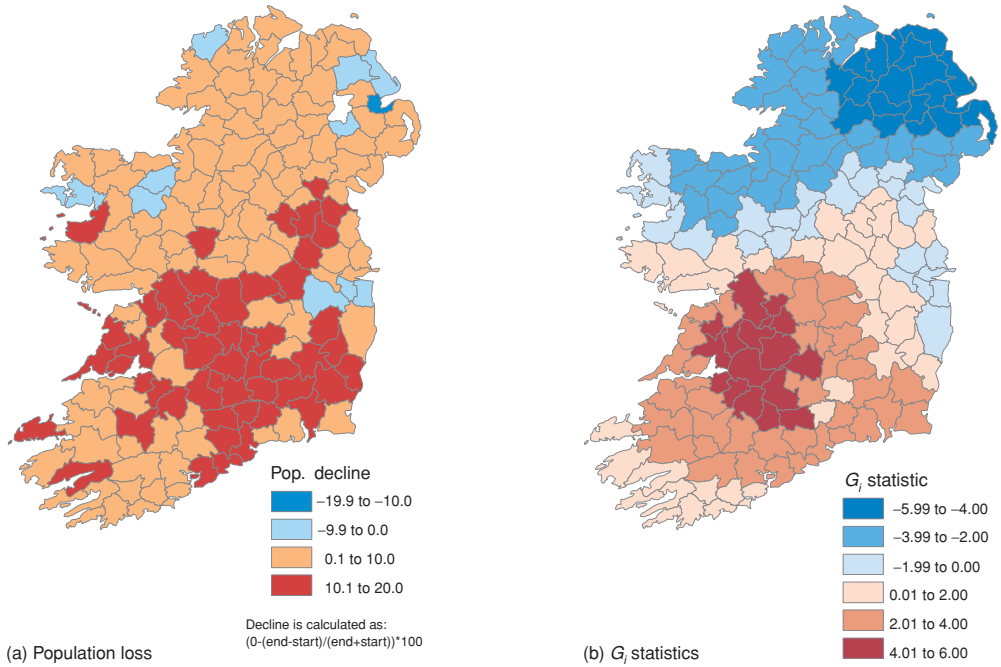 Pop. decline
−19.9 to −10.0
−9.9 to 0.0
0.1 to 10.0
10.1 to 20.0
Decline is calculated as:
(0-(end-start)/(end+start))*100
(a) Population loss
Gi statistic
−5.99 to −4.00
−3.99 to −2.00
−1.99 to 0.00
0.01 to 2.00
2.01 to 4.00
4.01 to 6.00
(b) Gi statistics